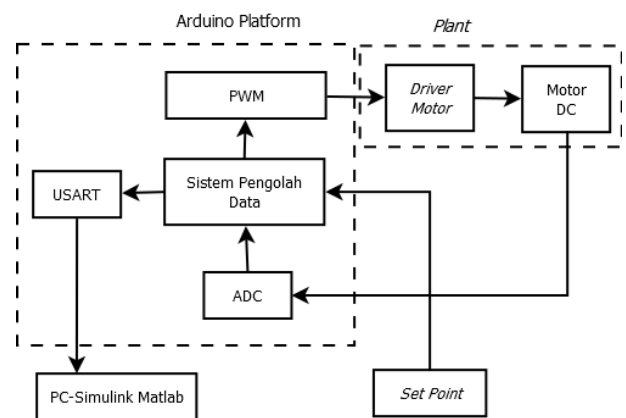 Arduino Platform
Plant
PWM
Driver
Motor
Motor
DC
USART
Sistem Pengolah
Data
ADC
PC-Simulink Matlab
Set Point